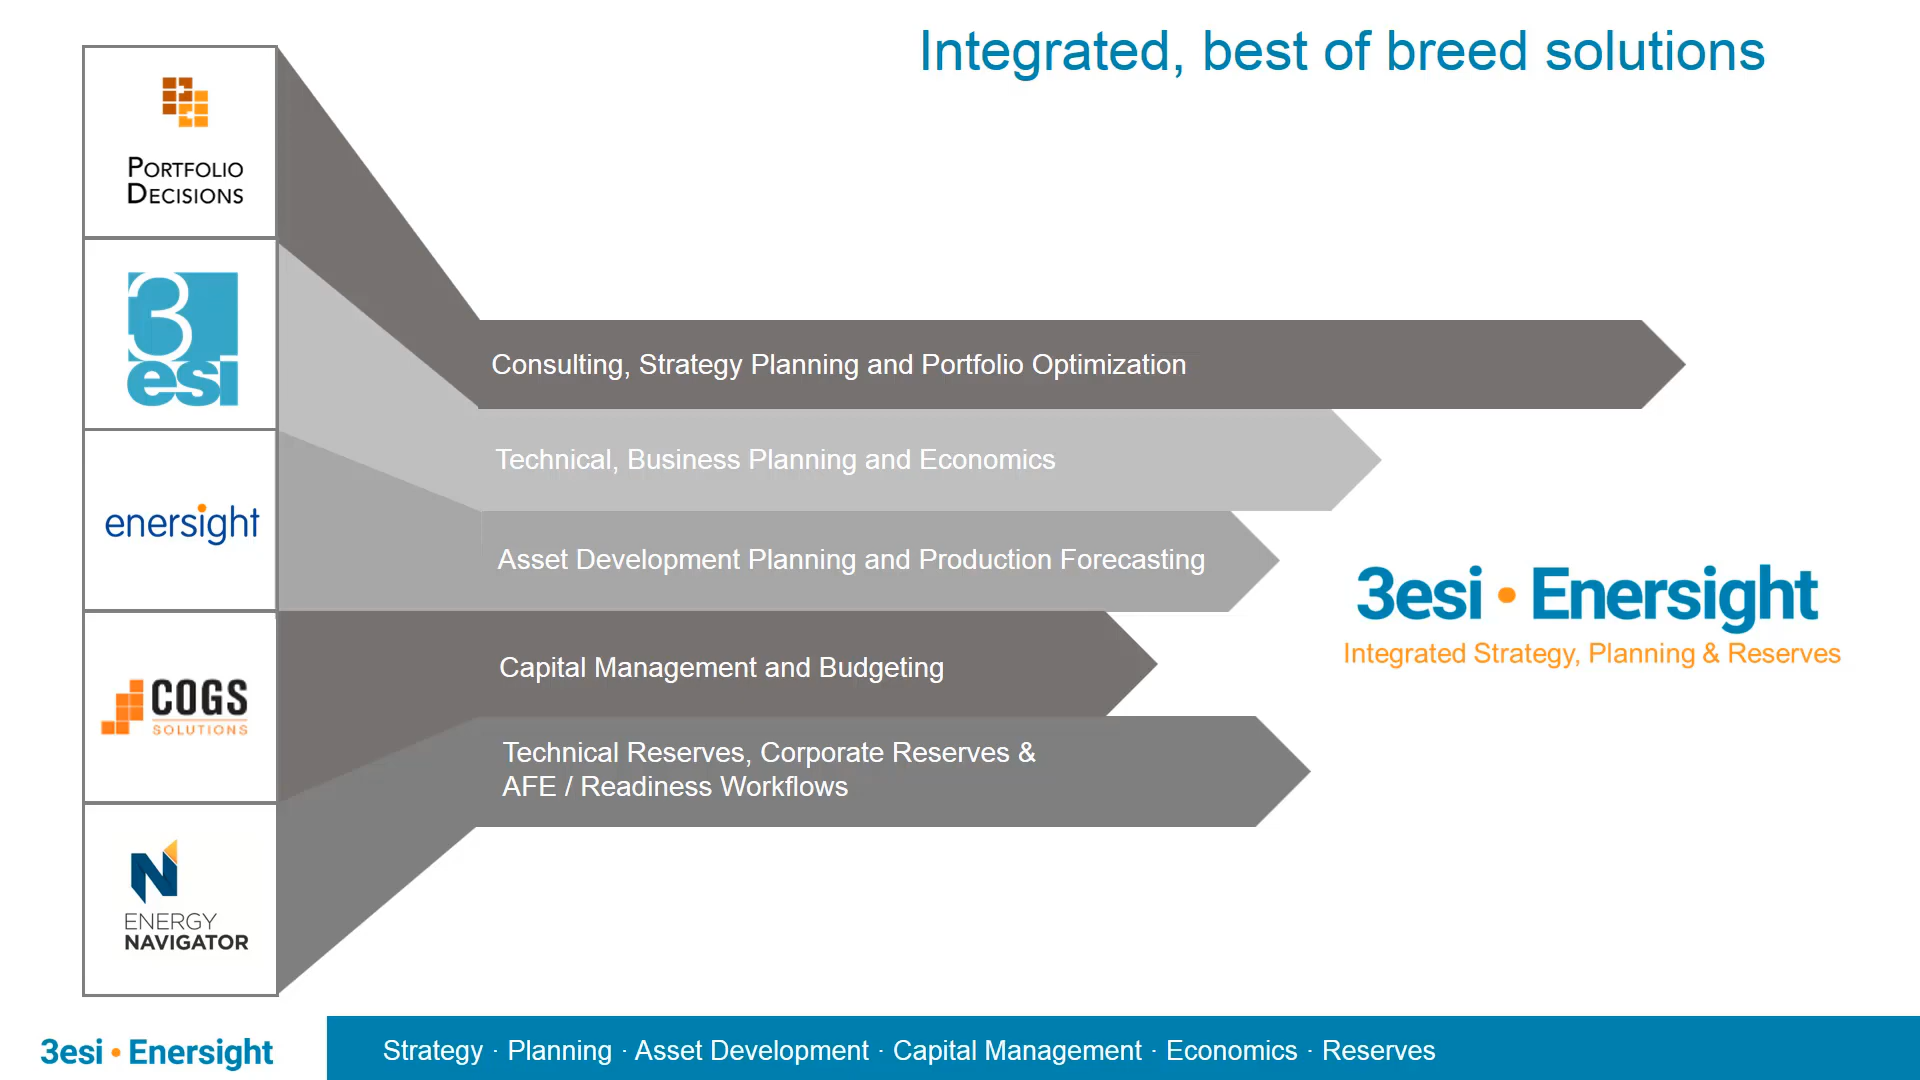 Integrated, best of breed solutions
PORTFOLIO
DECISIONS
3
esi
enersight
COGS
SOLUTIONS
ENERGY
NAVIGATOR
Consulting, Strategy Planning and Portfolio Optimization
Technical, Business Planning and Economics
Asset Development Planning and Production Forecasting
Capital Management and Budgeting
Technical Reserves, Corporate Reserves &
AFE / Readiness Workflows
3esi • Enersight
Integrated Strategy, Planning & Reserves
3esi • Enersight
Strategy · Planning · Asset Development · Capital Management · Economics · Reserves